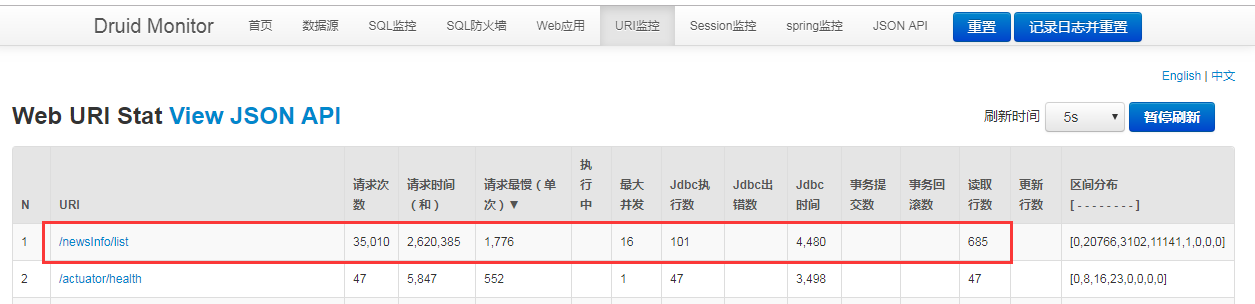 Druid Monitor 首页 数据源 SQL监控 SQL防火墙 Web应用 URI监控 Session监控 spring监控 JSON API 重置 记录日志并重置
English | 中文
Web URI Stat View JSON API 刷新时间 5s 暂停刷新
N URI 请求次数 请求时间（和） 请求最慢（单次）▼ 执行中 最大并发 Jdbc执行数 Jdbc出错数 Jdbc时间 事务提交数 事务回滚数 读取行数 更新行数 区间分布 [ - - - - - - - - ]
1 /newsInfo/list 35,010 2,620,385 1,776 16 101 4,480 685 [0,20766,3102,11141,1,0,0,0]
2 /actuator/health 47 5,847 552 1 47 3,498 47 [0,8,16,23,0,0,0,0]